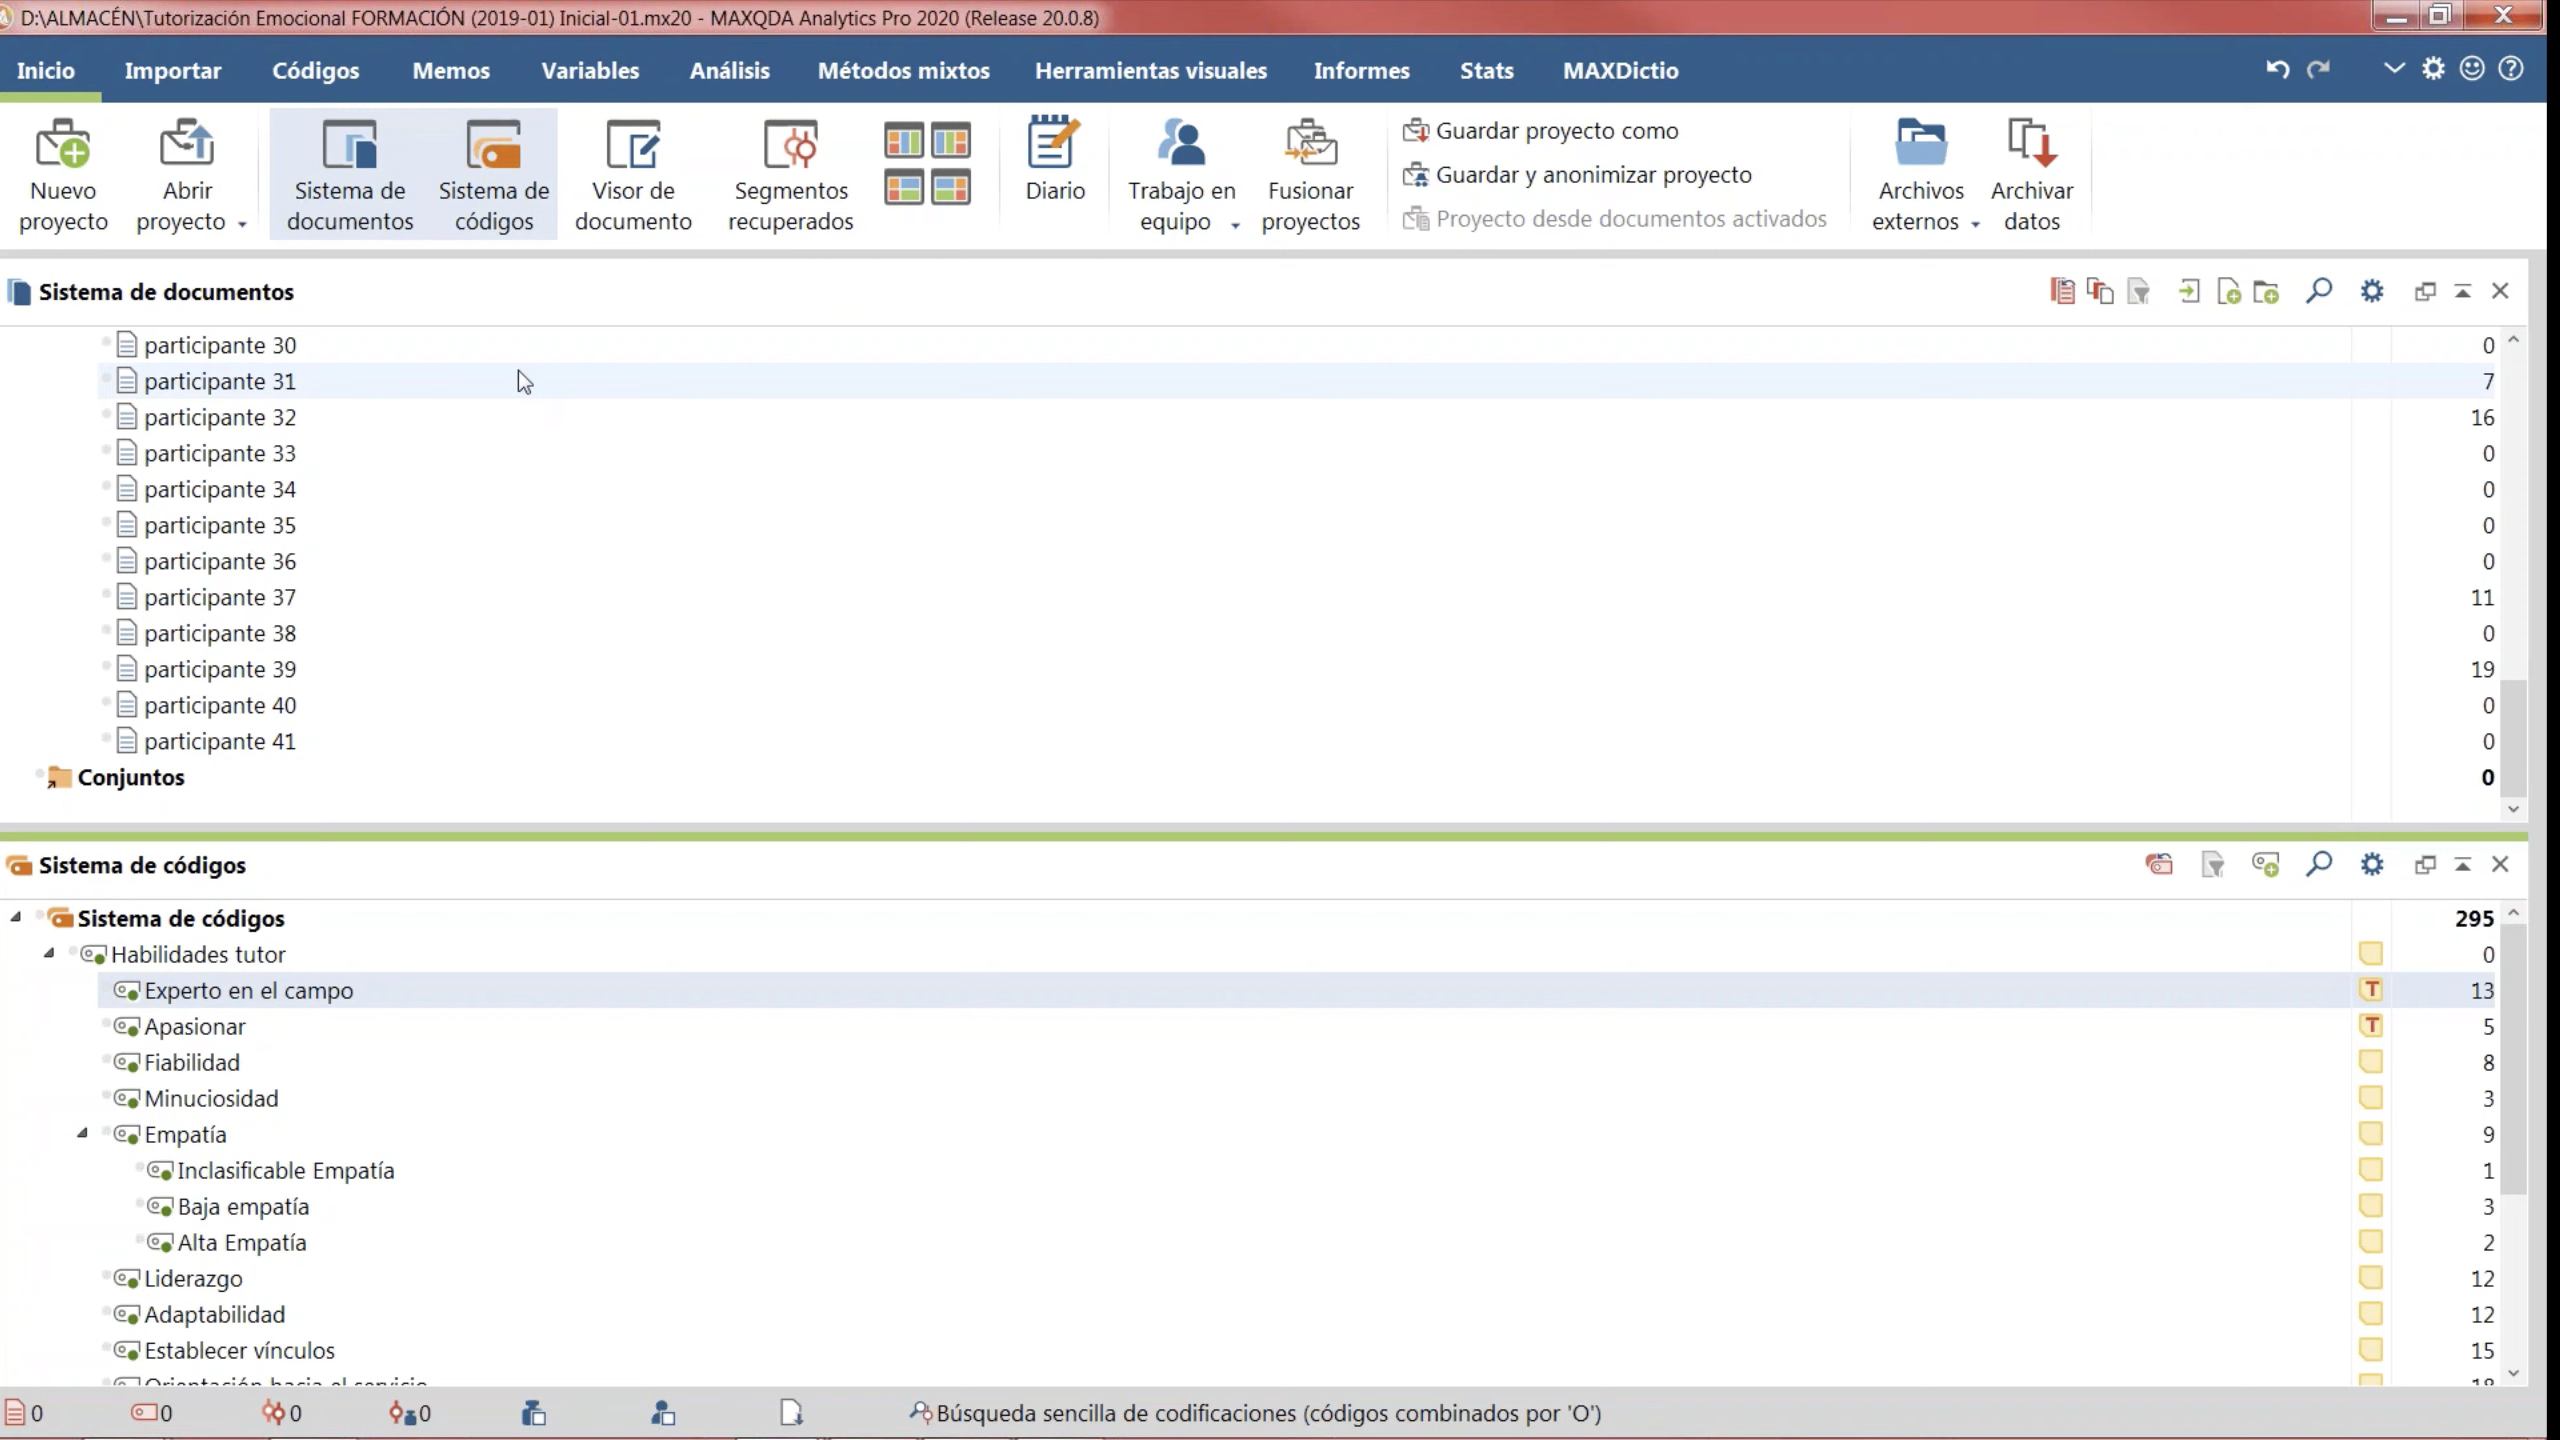 D:\ALMACÉN\Tutorización Emocional FORMACIÓN (2019-01) Inicial-01.mx20 - MAXQDA Analytics Pro 2020 (Release 20.0.8)
Inicio Importar Códigos Memos Variables Análisis Métodos mixtos Herramientas visuales Informes Stats MAXDictio
Nuevo proyecto
Abrir proyecto
Sistema de documentos
Sistema de códigos
Visor de documento
Segmentos recuperados
Diario
Trabajo en equipo
Fusionar proyectos
Guardar proyecto como
Guardar y anonimizar proyecto
Proyecto desde documentos activados
Archivos externos
Archivar datos
Sistema de documentos
participante 30 0
participante 31 7
participante 32 16
participante 33 0
participante 34 0
participante 35 0
participante 36 0
participante 37 11
participante 38 0
participante 39 19
participante 40 0
participante 41 0
Conjuntos 0
Sistema de códigos
Sistema de códigos 295
Habilidades tutor 0
Experto en el campo T 13
Apasionar T 5
Fiabilidad 8
Minuciosidad 3
Empatía 9
Inclasificable Empatía 1
Baja empatía 3
Alta Empatía 2
Liderazgo 12
Adaptabilidad 12
Establecer vínculos 15
Orientación hacia el servicio 18
0 0 0 0 Búsqueda sencilla de codificaciones (códigos combinados por 'O')